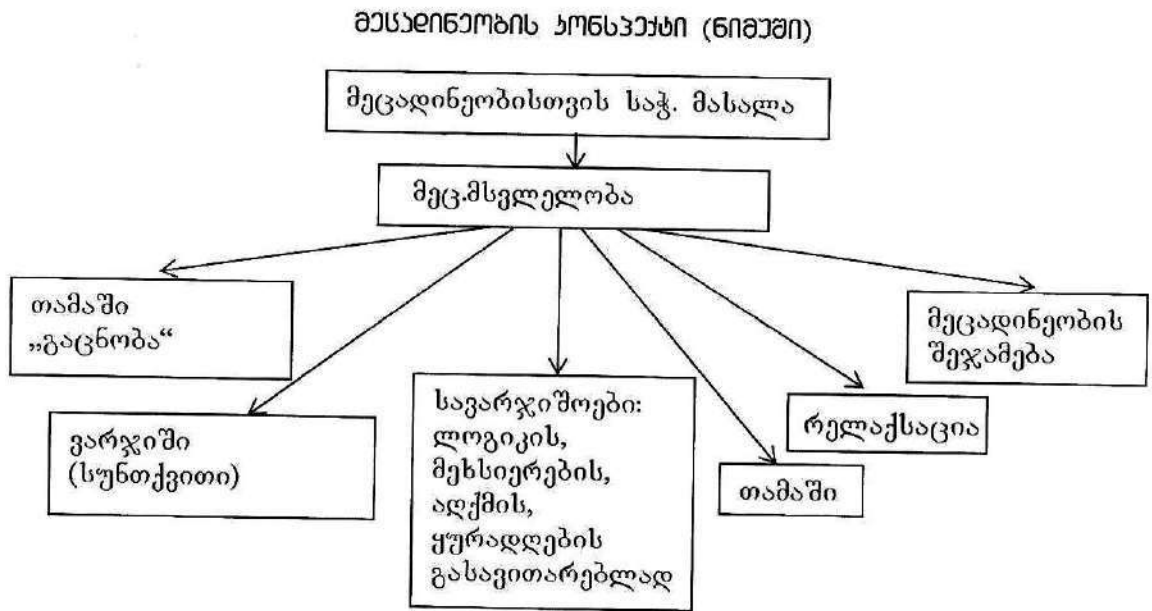 მეცადინეობის კონსპექტი (ნიმუში)
მეცადინეობისთვის საჭ. მასალა
მეც.მსვლელობა
თამაში
„გაცნობა“
ვარჯიში
(სუნთქვითი)
სავარჯიშოები:
ლოგიკის,
მეხსიერების,
აღქმის,
ყურადღების
გასავითარებლად
თამაში
რელაქსაცია
მეცადინეობის
შეჯამება